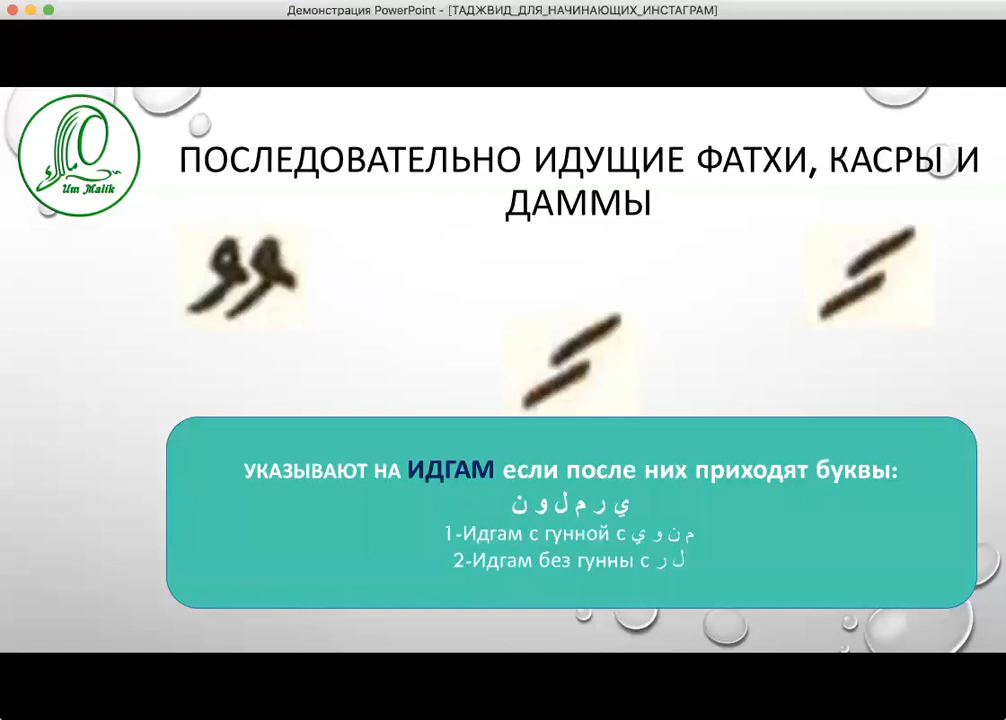 Демонстрация PowerPoint - [ТАДЖВИД_ДЛЯ_НАЧИНАЮЩИХ_ИНСТАГРАМ]
Um Malik
ПОСЛЕДОВАТЕЛЬНО ИДУЩИЕ ФАТХИ, КАСРЫ И
ДАММЫ
УКАЗЫВАЮТ НА ИДГАМ если после них приходят буквы:
ي ر م ل و ن
1-Идгам с гунной с م ن و ي
2-Идгам без гунны с ل ر